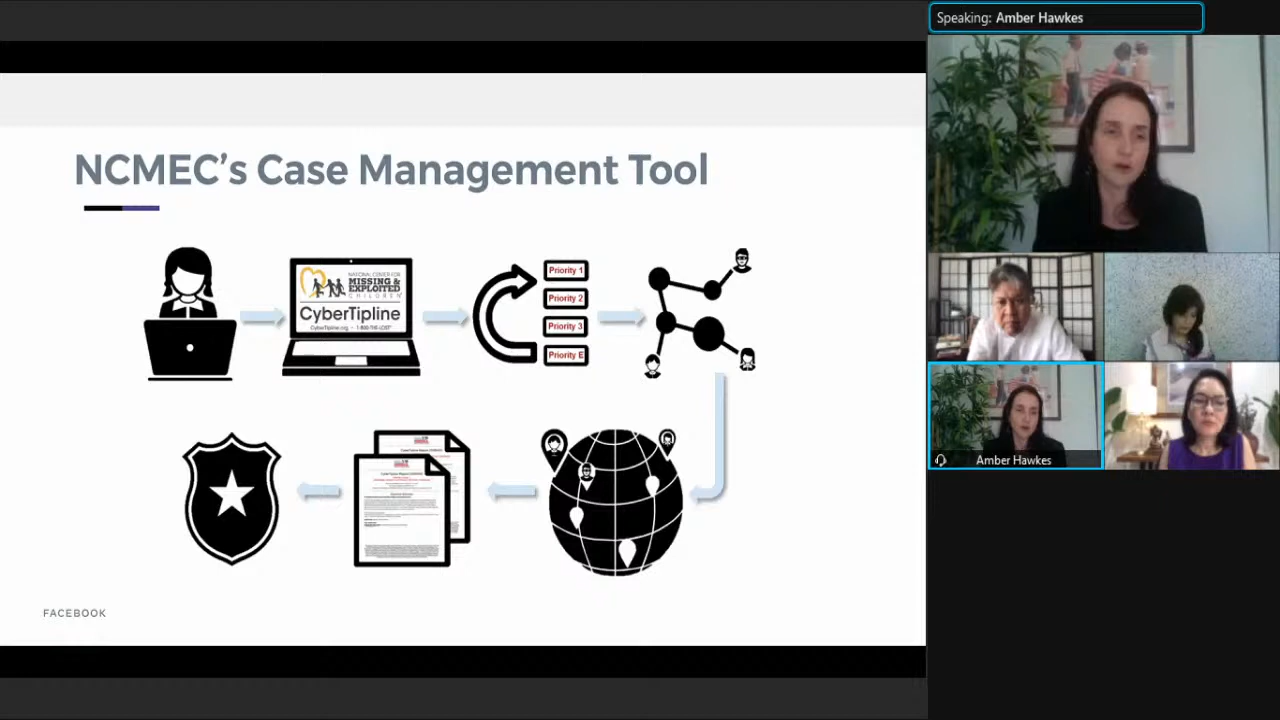 Speaking: Amber Hawkes
NCMEC's Case Management Tool
NATIONAL CENTER FOR
MISSING &
EXPLOITED
CHILDREN
CyberTipline
CyberTipline.org • 1-800-THE-LOST
Priority 1
Priority 2
Priority 3
Priority E
FACEBOOK
Amber Hawkes